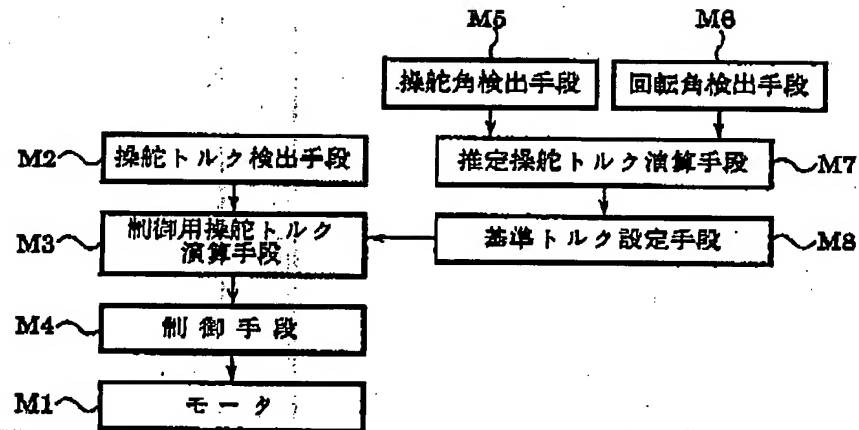 M5
M6
操舵角検出手段
回転角検出手段
M2
操舵トルク検出手段
推定操舵トルク演算手段
M7
M3
制御用操舵トルク
演算手段
基準トルク設定手段
M8
M4
制御手段
M1
モータ